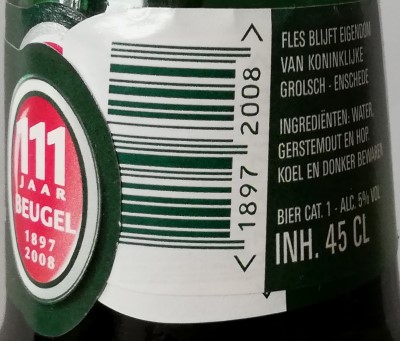 111
JAAR
BEUGEL
1897
2008
< 1897 2008 >
FLES BLIJFT EIGENDOM
VAN KONINKLIJKE
GROLSCH - ENSCHEDE
INGREDIËNTEN: WATER,
GERSTEMOUT EN HOP.
KOEL EN DONKER BEWAREN
BIER CAT. 1 - ALC. 5% VOL
INH. 45 CL